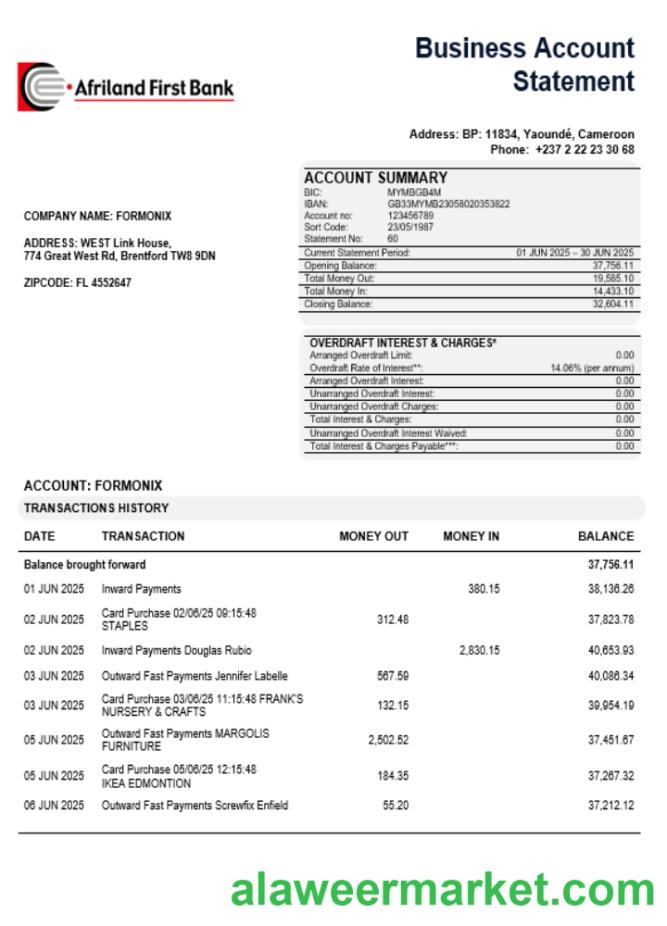 Business Account
Statement
Afriland First Bank
Address: BP: 11834, Yaoundé, Cameroon
Phone: +237 2 22 23 30 68
ACCOUNT SUMMARY
BIC: MYMBGB4M
IBAN: GB33MYMB23058020353822
Account no: 123456789
Sort Code: 23/05/1987
Statement No: 60
Current Statement Period: 01 JUN 2025 – 30 JUN 2025
Opening Balance: 37,756.11
Total Money Out: 19,585.10
Total Money In: 14,433.10
Closing Balance: 32,604.11
COMPANY NAME: FORMONIX
ADDRESS: WEST Link House,
774 Great West Rd, Brentford TW8 9DN
ZIPCODE: FL 4552647
OVERDRAFT INTEREST & CHARGES*
Arranged Overdraft Limit: 0.00
Overdraft Rate of Interest**: 14.06% (per annum)
Arranged Overdraft Interest: 0.00
Unarranged Overdraft Interest: 0.00
Unarranged Overdraft Charges: 0.00
Total Interest & Charges: 0.00
Unarranged Overdraft Interest Waived: 0.00
Total Interest & Charges Payable***: 0.00
ACCOUNT: FORMONIX
TRANSACTIONS HISTORY
DATE TRANSACTION MONEY OUT MONEY IN BALANCE
Balance brought forward 37,756.11
01 JUN 2025 Inward Payments 380.15 38,136.26
02 JUN 2025 Card Purchase 02/06/25 09:15:48 312.48 37,823.78
STAPLES
02 JUN 2025 Inward Payments Douglas Rubio 2,830.15 40,653.93
03 JUN 2025 Outward Fast Payments Jennifer Labelle 567.59 40,086.34
03 JUN 2025 Card Purchase 03/06/25 11:15:48 FRANK'S 132.15 39,954.19
NURSERY & CRAFTS
05 JUN 2025 Outward Fast Payments MARGOLIS 2,502.52 37,451.67
FURNITURE
05 JUN 2025 Card Purchase 05/06/25 12:15:48 184.35 37,267.32
IKEA EDMONTION
06 JUN 2025 Outward Fast Payments Screwfix Enfield 55.20 37,212.12
alaweermarket.com